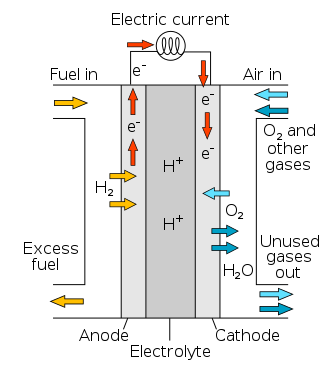 Electric current
Fuel in
e-
Air in
e-
O2 and
other
gases
e-
e-
H+
H2
O2
H+
Excess
fuel
Unused
gases
out
H2O
Anode
Cathode
Electrolyte